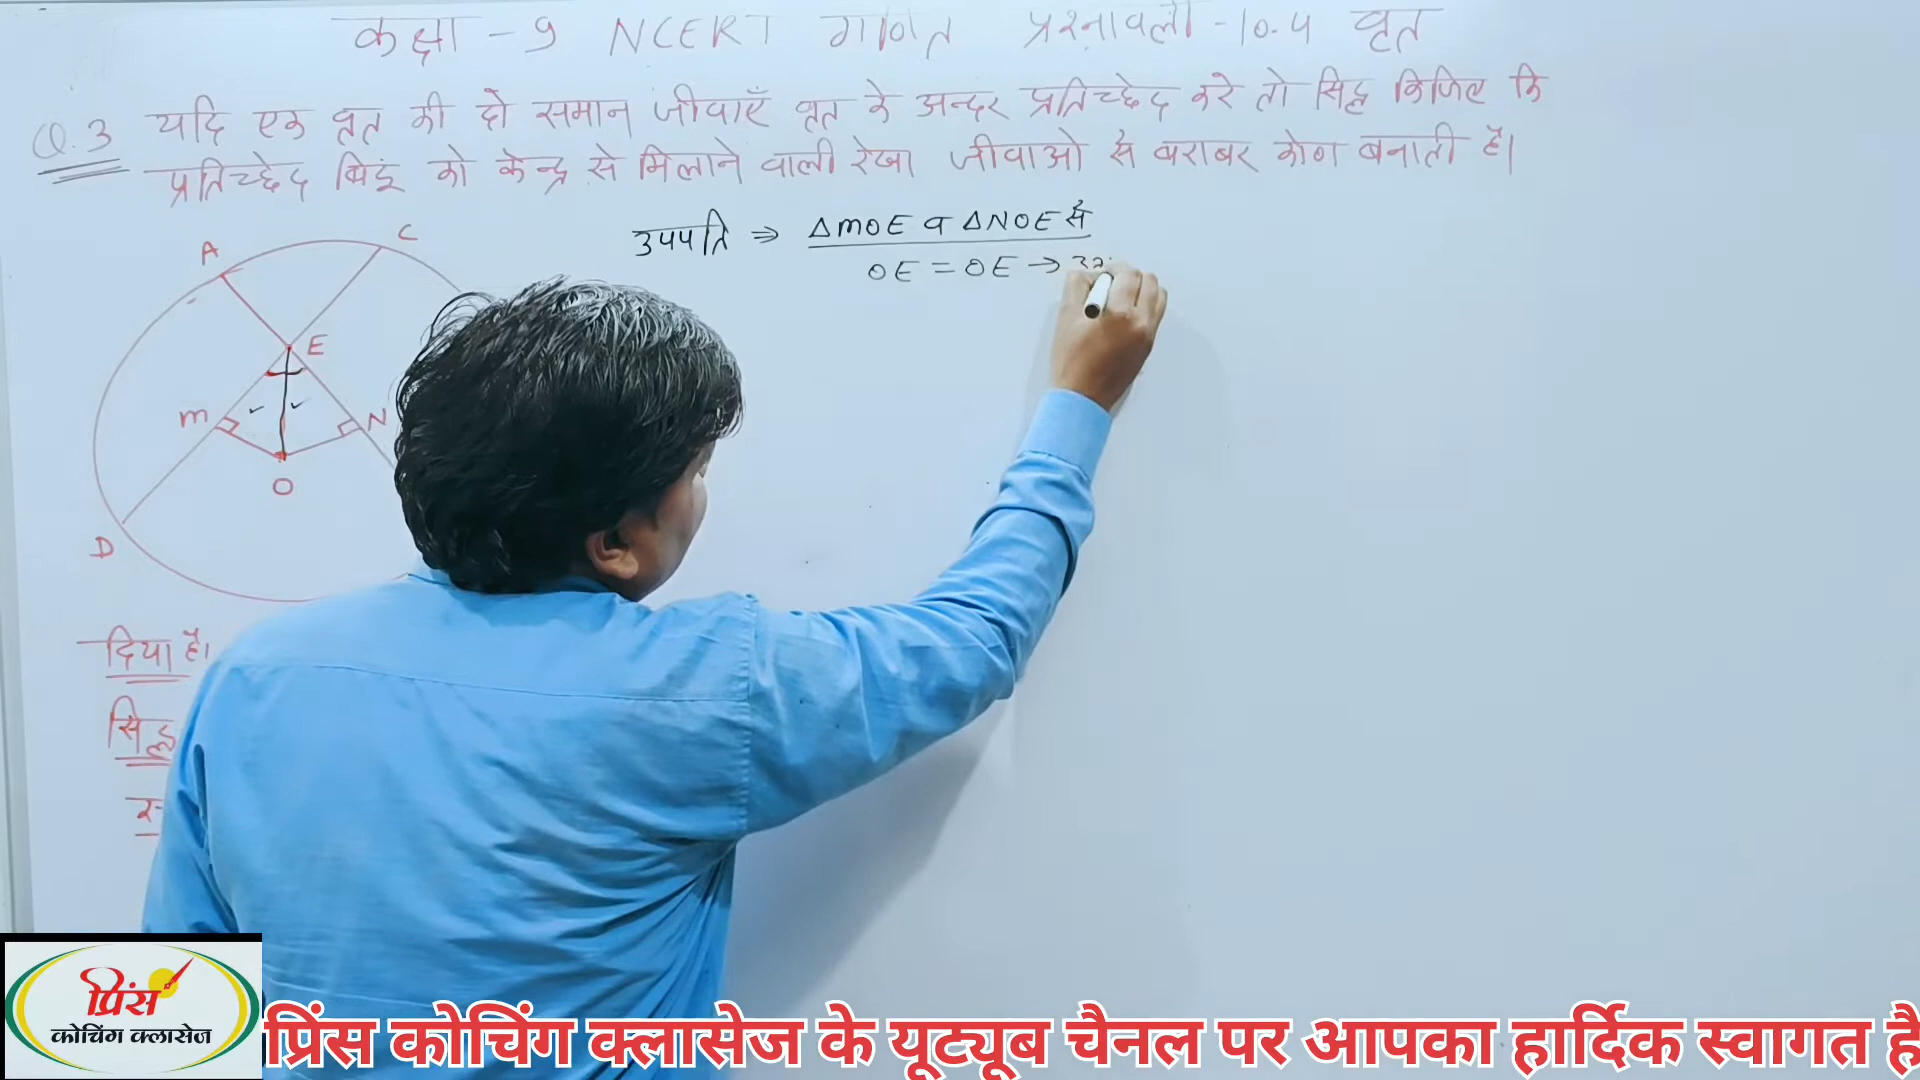 कक्षा - 9 NCERT गणित प्रश्नावली - 10.4 वृत
Q.3 यदि एक वृत की दो समान जीवाएँ वृत के अन्दर प्रतिच्छेद करे तो सिद्ध किजिए कि
प्रतिच्छेद बिंदु को केन्द्र से मिलाने वाली रेखा जीवाओ से बराबर कोण बनाती है।
उपपति ⇒ ΔMOE व ΔNOE से
OE = OE →
A
C
E
M
N
O
D
दिया है।
सिद्ध
प्रिंस
कोचिंग क्लासेज
प्रिंस कोचिंग क्लासेज के यूट्यूब चैनल पर आपका हार्दिक स्वागत है